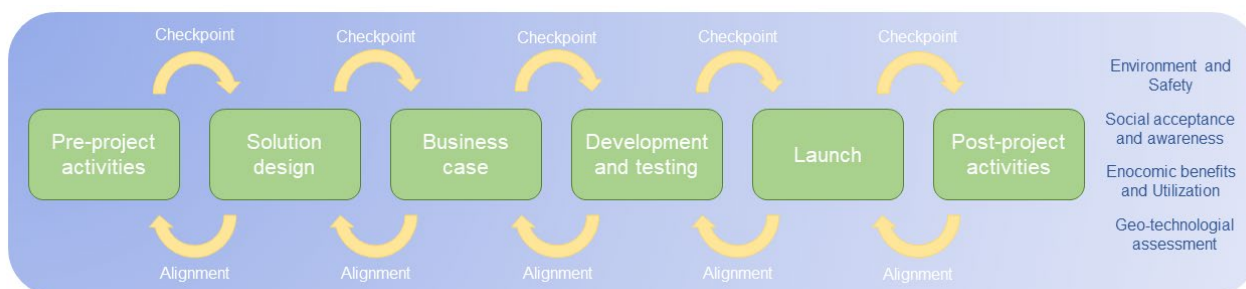 Checkpoint
Checkpoint
Checkpoint
Checkpoint
Checkpoint
Pre-project
activities
Solution
design
Business
case
Development
and testing
Launch
Post-project
activities
Alignment
Alignment
Alignment
Alignment
Alignment
Environment and
Safety
Social acceptance
and awareness
Enocomic benefits
and Utilization
Geo-technologial
assessment